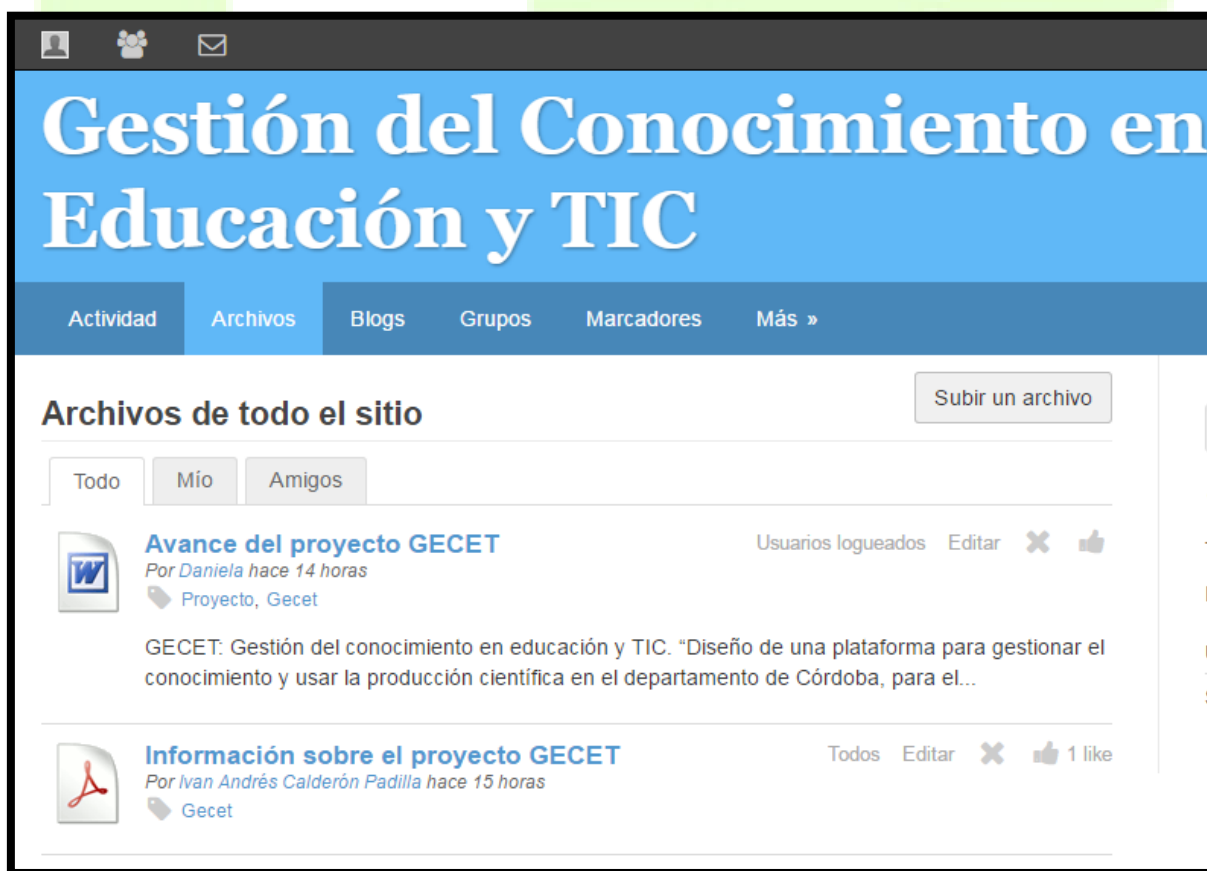 Gestión del Conocimiento en
Educación y TIC
Actividad Archivos Blogs Grupos Marcadores Más »
Archivos de todo el sitio
Subir un archivo
Todo Mío Amigos
Avance del proyecto GECET
Usuarios logueados Editar
Por Daniela hace 14 horas
Proyecto, Gecet
GECET: Gestión del conocimiento en educación y TIC. “Diseño de una plataforma para gestionar el
conocimiento y usar la producción científica en el departamento de Córdoba, para el...
Información sobre el proyecto GECET
Todos Editar 1 like
Por Ivan Andrés Calderón Padilla hace 15 horas
Gecet